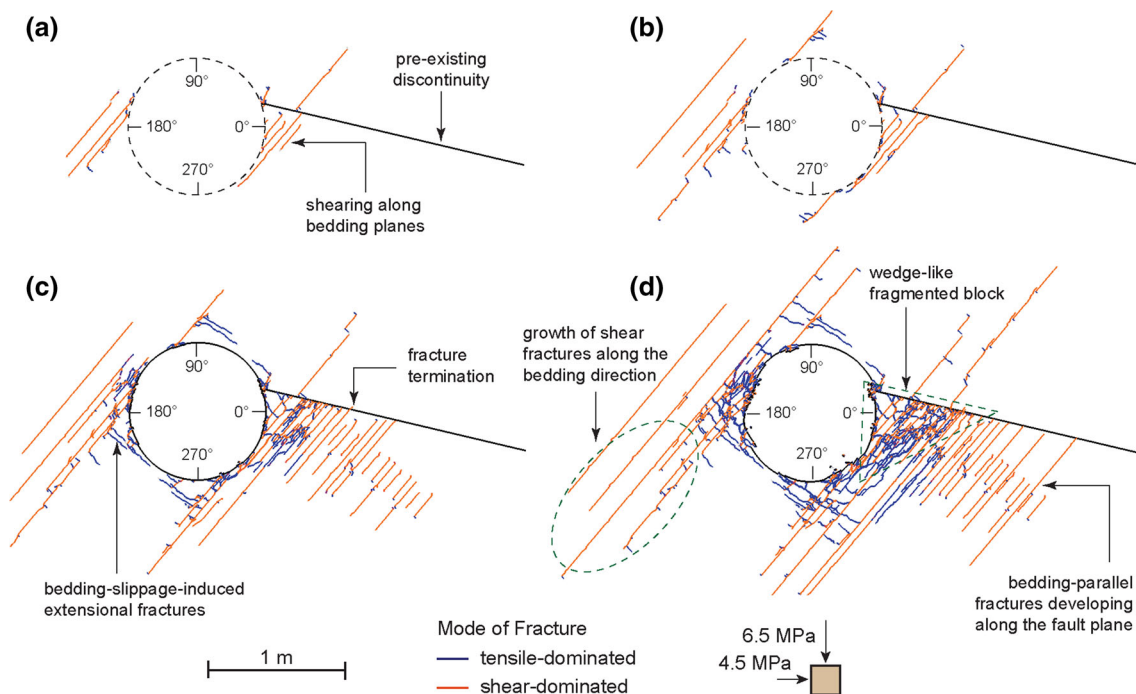 (a)
pre-existing
discontinuity
90°
180°
0°
270°
shearing along
bedding planes
(b)
90°
180°
0°
270°
(c)
fracture
termination
90°
180°
0°
270°
bedding-slippage-induced
extensional fractures
(d)
wedge-like
fragmented block
growth of shear
fractures along the
bedding direction
90°
180°
0°
270°
bedding-parallel
fractures developing
along the fault plane
1 m
Mode of Fracture
tensile-dominated
shear-dominated
6.5 MPa
4.5 MPa